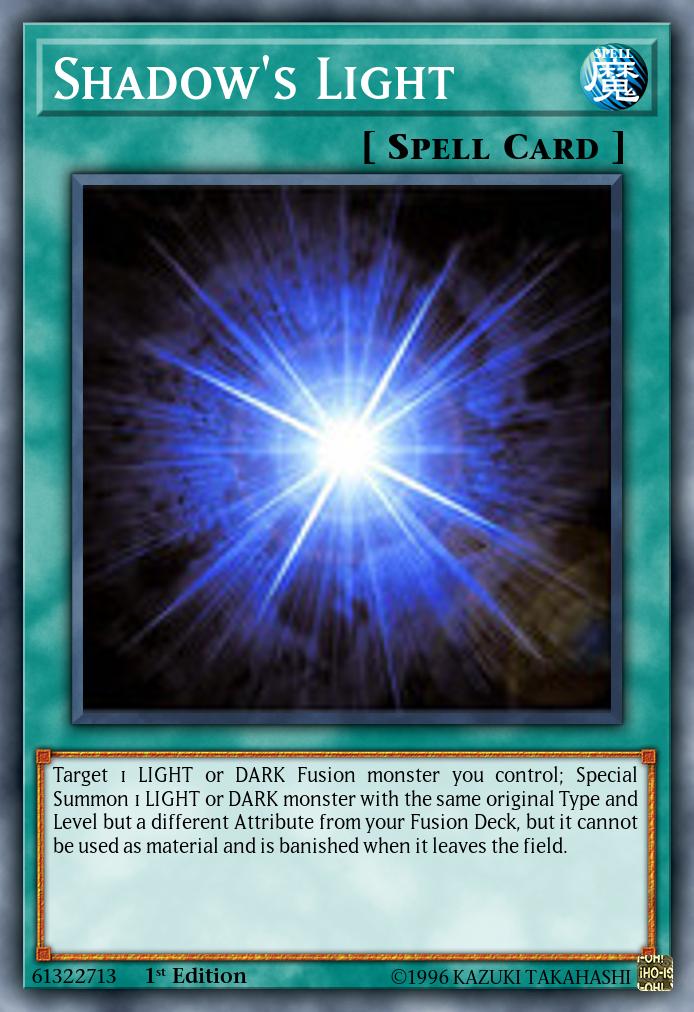 Shadow's Light
SPELL
魔
[ Spell Card ]
Target 1 LIGHT or DARK Fusion monster you control; Special
Summon 1 LIGHT or DARK monster with the same original Type and
Level but a different Attribute from your Fusion Deck, but it cannot
be used as material and is banished when it leaves the field.
61322713 1st Edition ©1996 KAZUKI TAKAHASHI